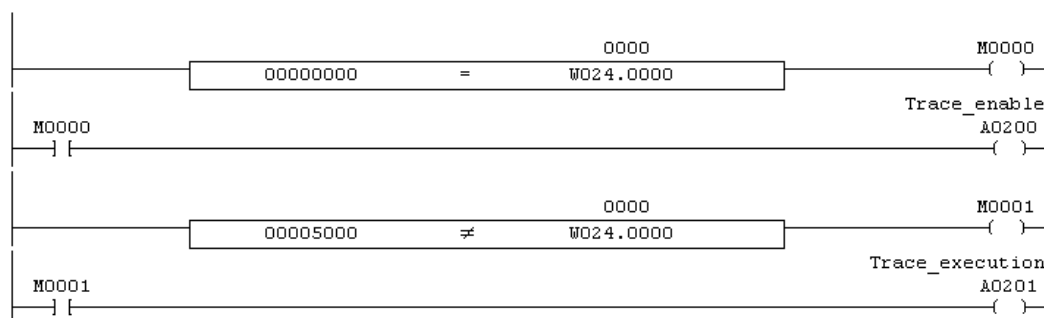 0000 M0000
00000000 = W024.0000
Trace_enable
M0000 A0200
0000 M0001
00005000 ≠ W024.0000
Trace_execution
M0001 A0201